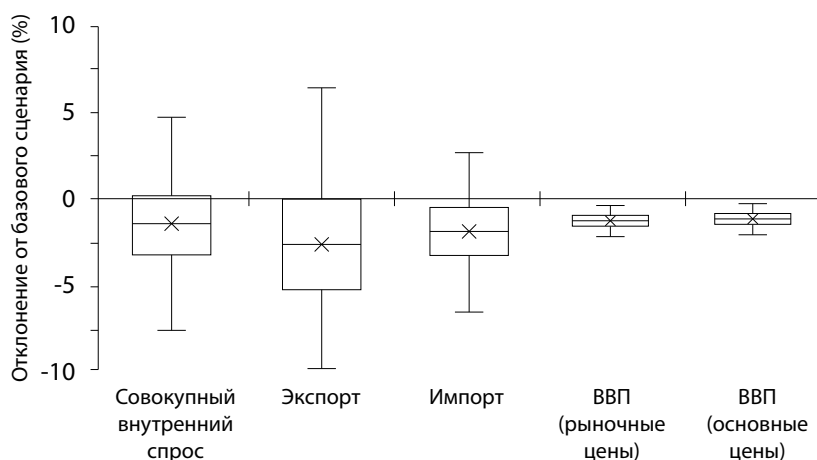 Отклонение от базового сценария (%)
10
5
0
-5
-10
Совокупный
внутренний
спрос
Экспорт
Импорт
ВВП
(рыночные
цены)
ВВП
(основные
цены)